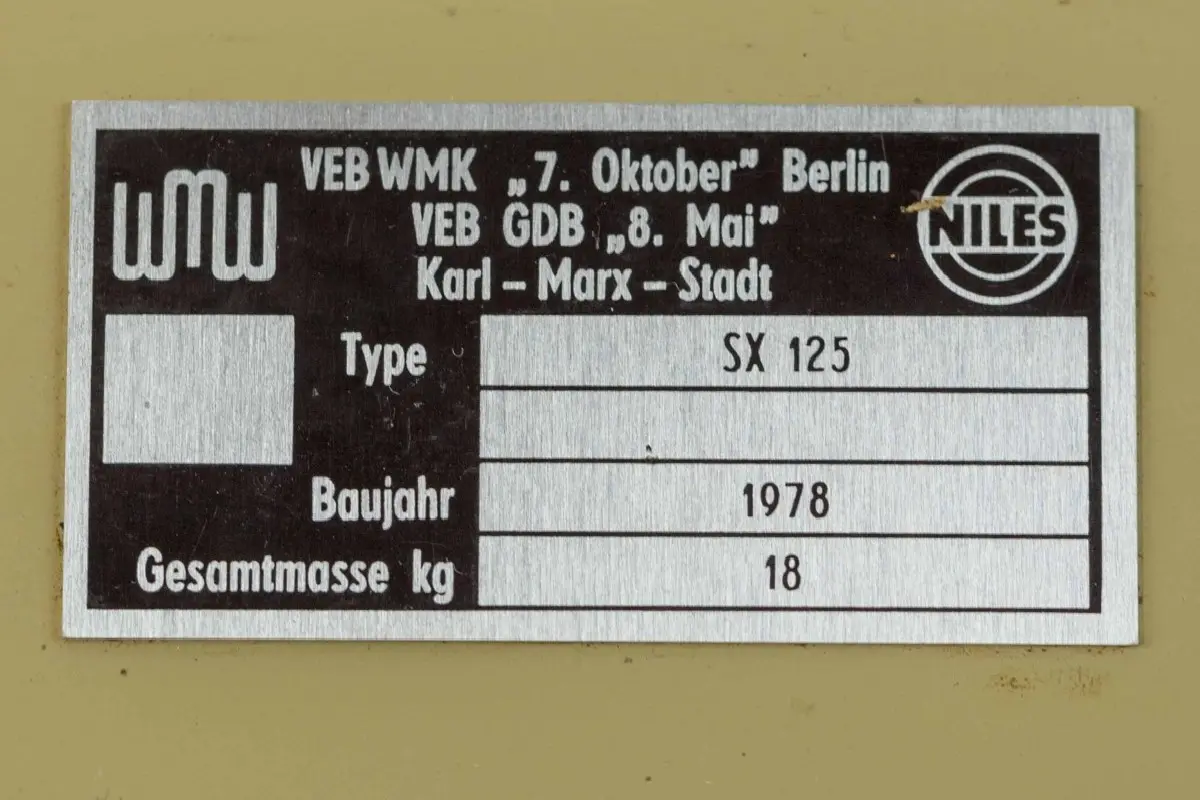 WMW
VEB WMK „7. Oktober” Berlin
NILES
VEB GDB „8. Mai”
Karl – Marx – Stadt
Type SX 125
Baujahr 1978
Gesamtmasse kg 18